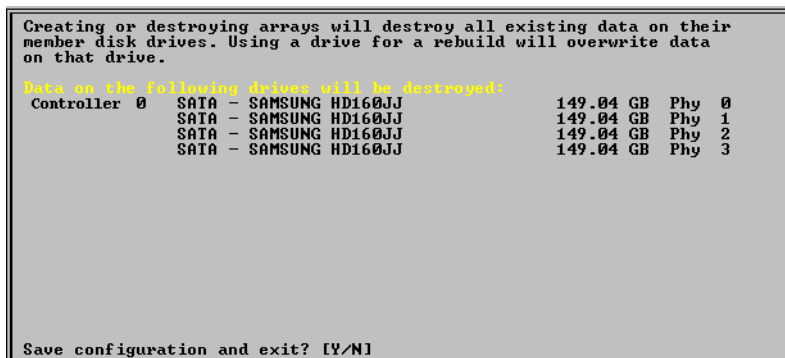 Creating or destroying arrays will destroy all existing data on their
member disk drives. Using a drive for a rebuild will overwrite data
on that drive.
Data on the following drives will be destroyed:
Controller 0 SATA - SAMSUNG HD160JJ 149.04 GB Phy 0
SATA - SAMSUNG HD160JJ 149.04 GB Phy 1
SATA - SAMSUNG HD160JJ 149.04 GB Phy 2
SATA - SAMSUNG HD160JJ 149.04 GB Phy 3
Save configuration and exit? [Y/N]